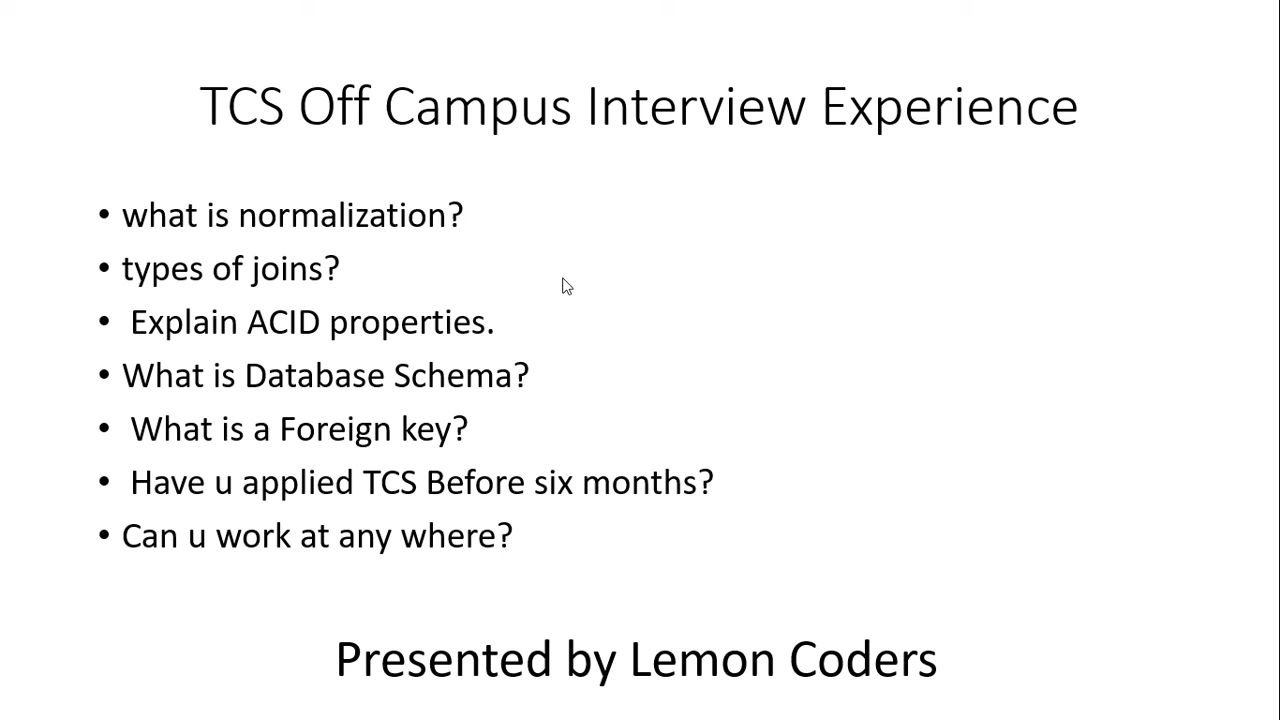 TCS Off Campus Interview Experience
• what is normalization?
• types of joins?
• Explain ACID properties.
• What is Database Schema?
• What is a Foreign key?
• Have u applied TCS Before six months?
• Can u work at any where?
Presented by Lemon Coders